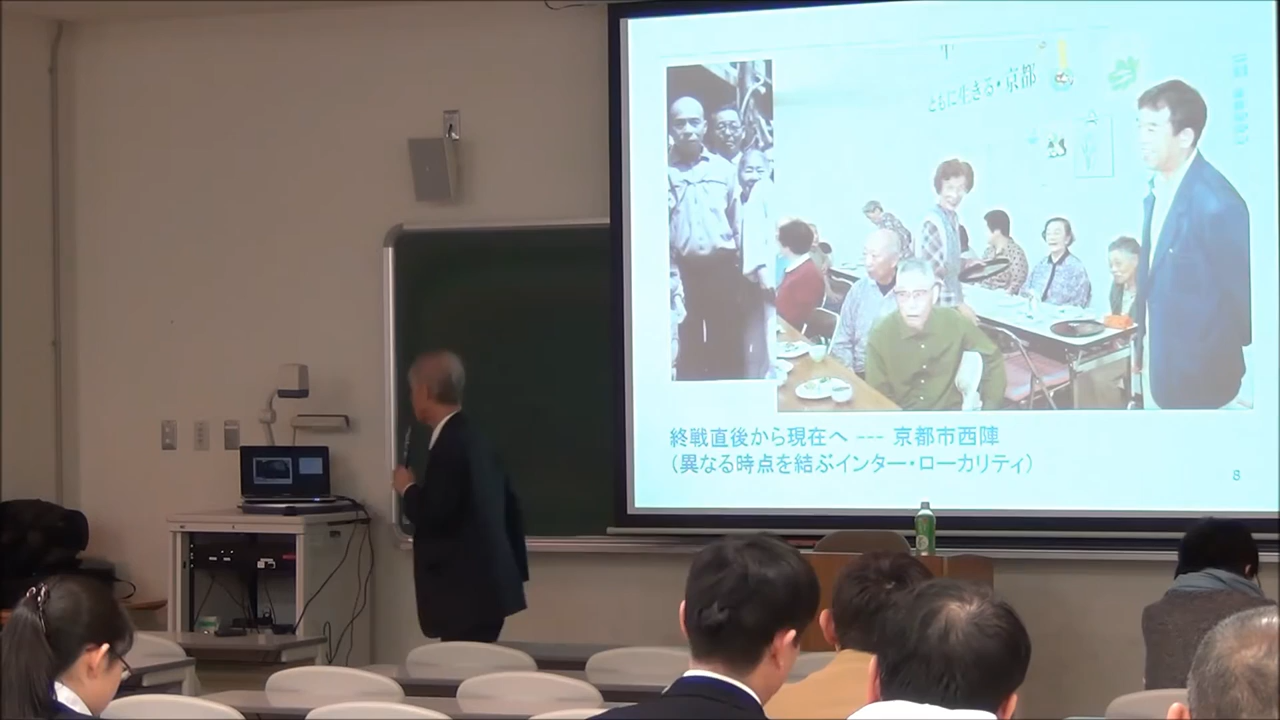 ともに生きる・京都
終戦直後から現在へ --- 京都市西陣
(異なる時点を結ぶインター・ローカリティ)
8